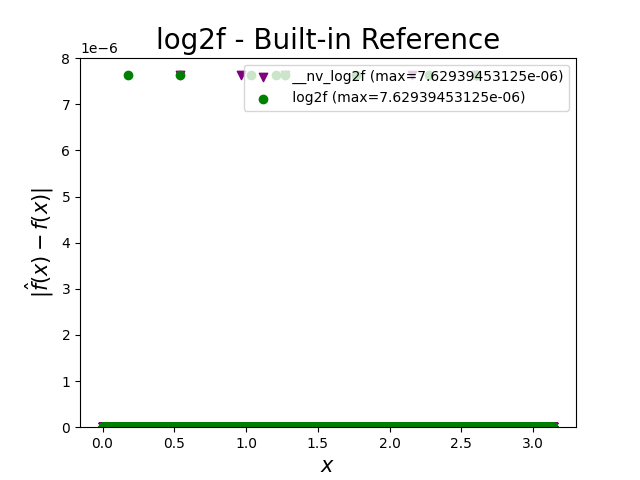 log2f - Built-in Reference
1e−6
8
__nv_log2f (max=7.62939453125e-06)
log2f (max=7.62939453125e-06)
7
6
5
4
3
2
1
0
|f̂(x) − f(x)|
0.0 0.5 1.0 1.5 2.0 2.5 3.0
x